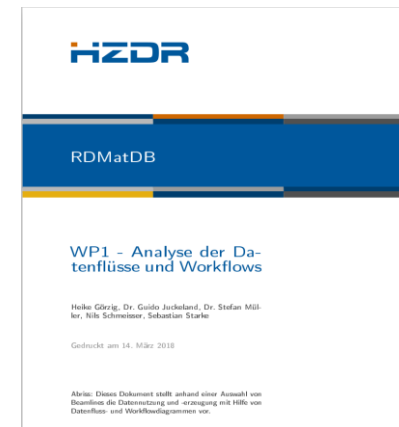 HZDR
RDMatDB
WP1 - Analyse der Da-
tenflüsse und Workflows
Heike Görzig, Dr. Guido Juckeland, Dr. Stefan Mül-
ler, Nils Schmeisser, Sebastian Starke
Gedruckt am 14. März 2018
Abriss: Dieses Dokument stellt anhand einer Auswahl von
Beamlines die Datennutzung und -erzeugung mit Hilfe von
Datenfluss- und Workflowdiagrammen vor.